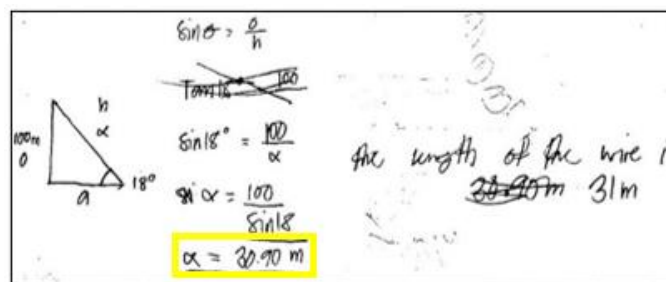 sinθ = o/h
Tan18 100
h
α
100m
o
sin18° = 100/α
18°
a
the length of the wire
30.90m 31m
α = 100/sin18
α = 30.90 m